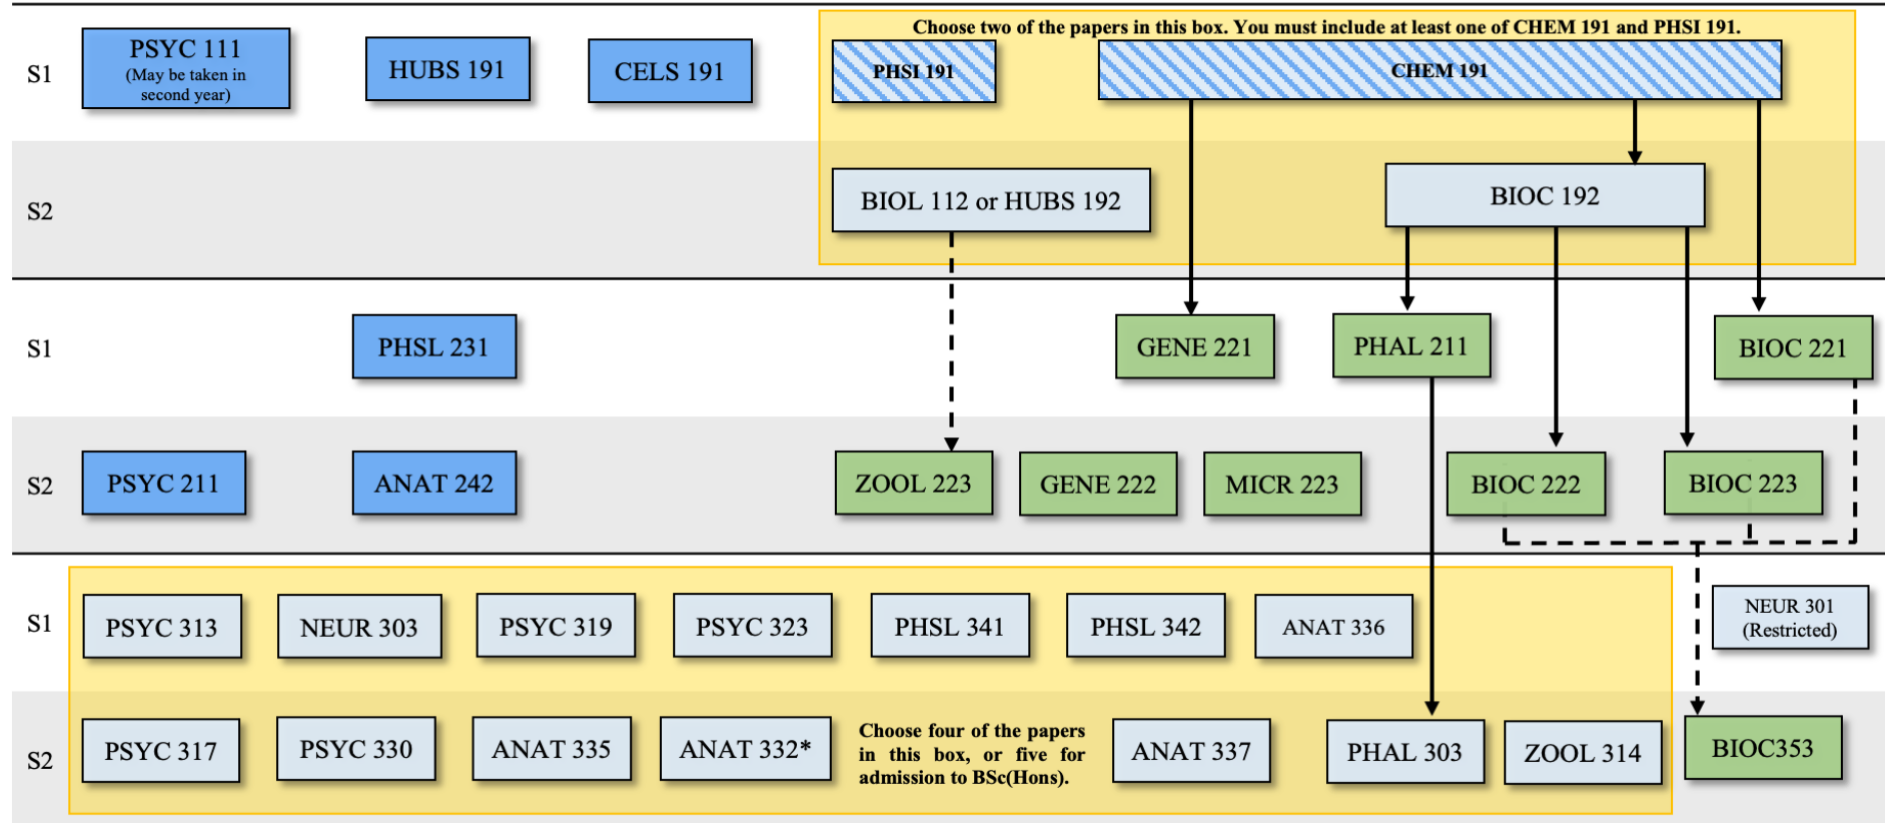 Choose two of the papers in this box. You must include at least one of CHEM 191 and PHSI 191.
S1
PSYC 111
(May be taken in
second year)
HUBS 191
CELS 191
PHSI 191
CHEM 191
S2
BIOL 112 or HUBS 192
BIOC 192
S1
PHSL 231
GENE 221
PHAL 211
BIOC 221
S2
PSYC 211
ANAT 242
ZOOL 223
GENE 222
MICR 223
BIOC 222
BIOC 223
S1
PSYC 313
NEUR 303
PSYC 319
PSYC 323
PHSL 341
PHSL 342
ANAT 336
NEUR 301
(Restricted)
S2
PSYC 317
PSYC 330
ANAT 335
ANAT 332*
Choose four of the papers
in this box, or five for
admission to BSc(Hons).
ANAT 337
PHAL 303
ZOOL 314
BIOC353